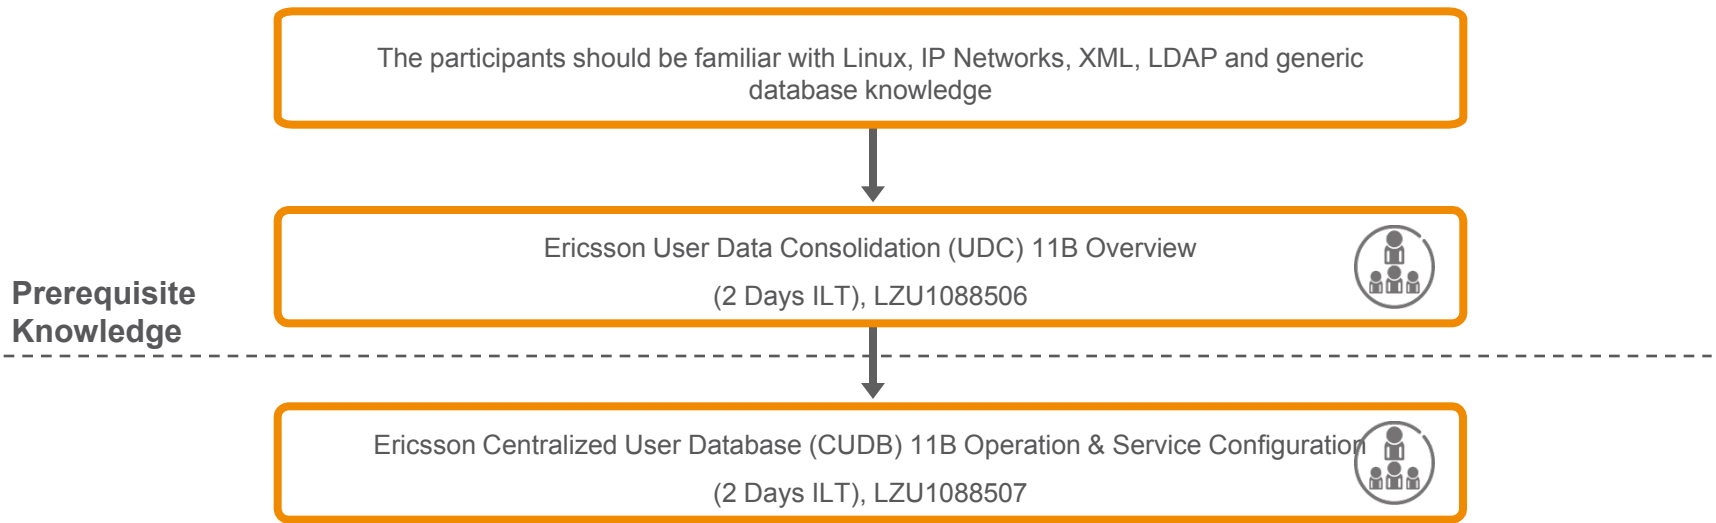 The participants should be familiar with Linux, IP Networks, XML, LDAP and generic
database knowledge
Ericsson User Data Consolidation (UDC) 11B Overview
(2 Days ILT), LZU1088506
Prerequisite
Knowledge
Ericsson Centralized User Database (CUDB) 11B Operation & Service Configuration
(2 Days ILT), LZU1088507